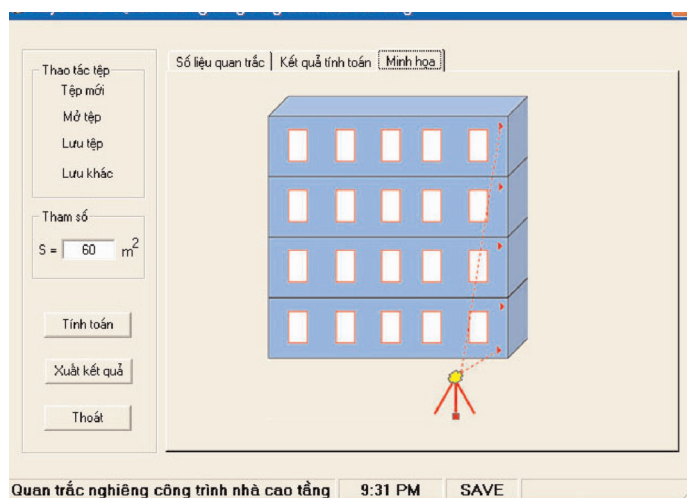 Số liệu quan trắc
Kết quả tính toán
Minh họa
Thao tác tệp
Tệp mới
Mở tệp
Lưu tệp
Lưu khác
Tham số
S = 60 m²
Tính toán
Xuất kết quả
Thoát
Quan trắc nghiêng công trình nhà cao tầng
9:31 PM
SAVE